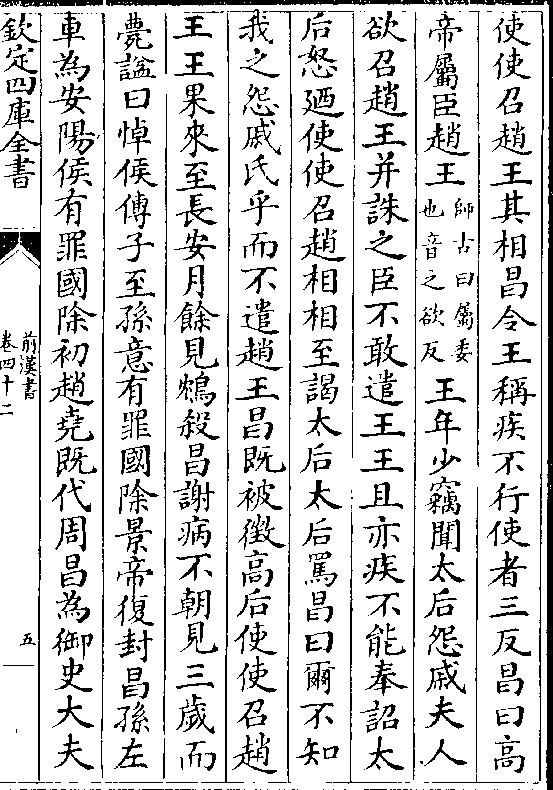 使使召趙王其相昌令王稱疾不行使者三反昌曰高
帝屬臣趙王師古曰屬委也音之欲反王年少竊聞太后怨戚夫人
欲召趙王并誅之臣不敢遣王王且亦疾不能奉詔太
后怒廼使使召趙相相至謁太后太后罵昌曰爾不知
我之怨戚氏乎而不遣趙王昌既被徵高后使使召趙
王王果來至長安月餘見鴆殺昌謝病不朝見三歲而
薨諡曰悼侯傳子至孫意有罪國除景帝復封昌孫左
車為安陽侯有罪國除初趙堯既代周昌為御史大夫
欽定四庫全書
前漢書
卷四十二
五